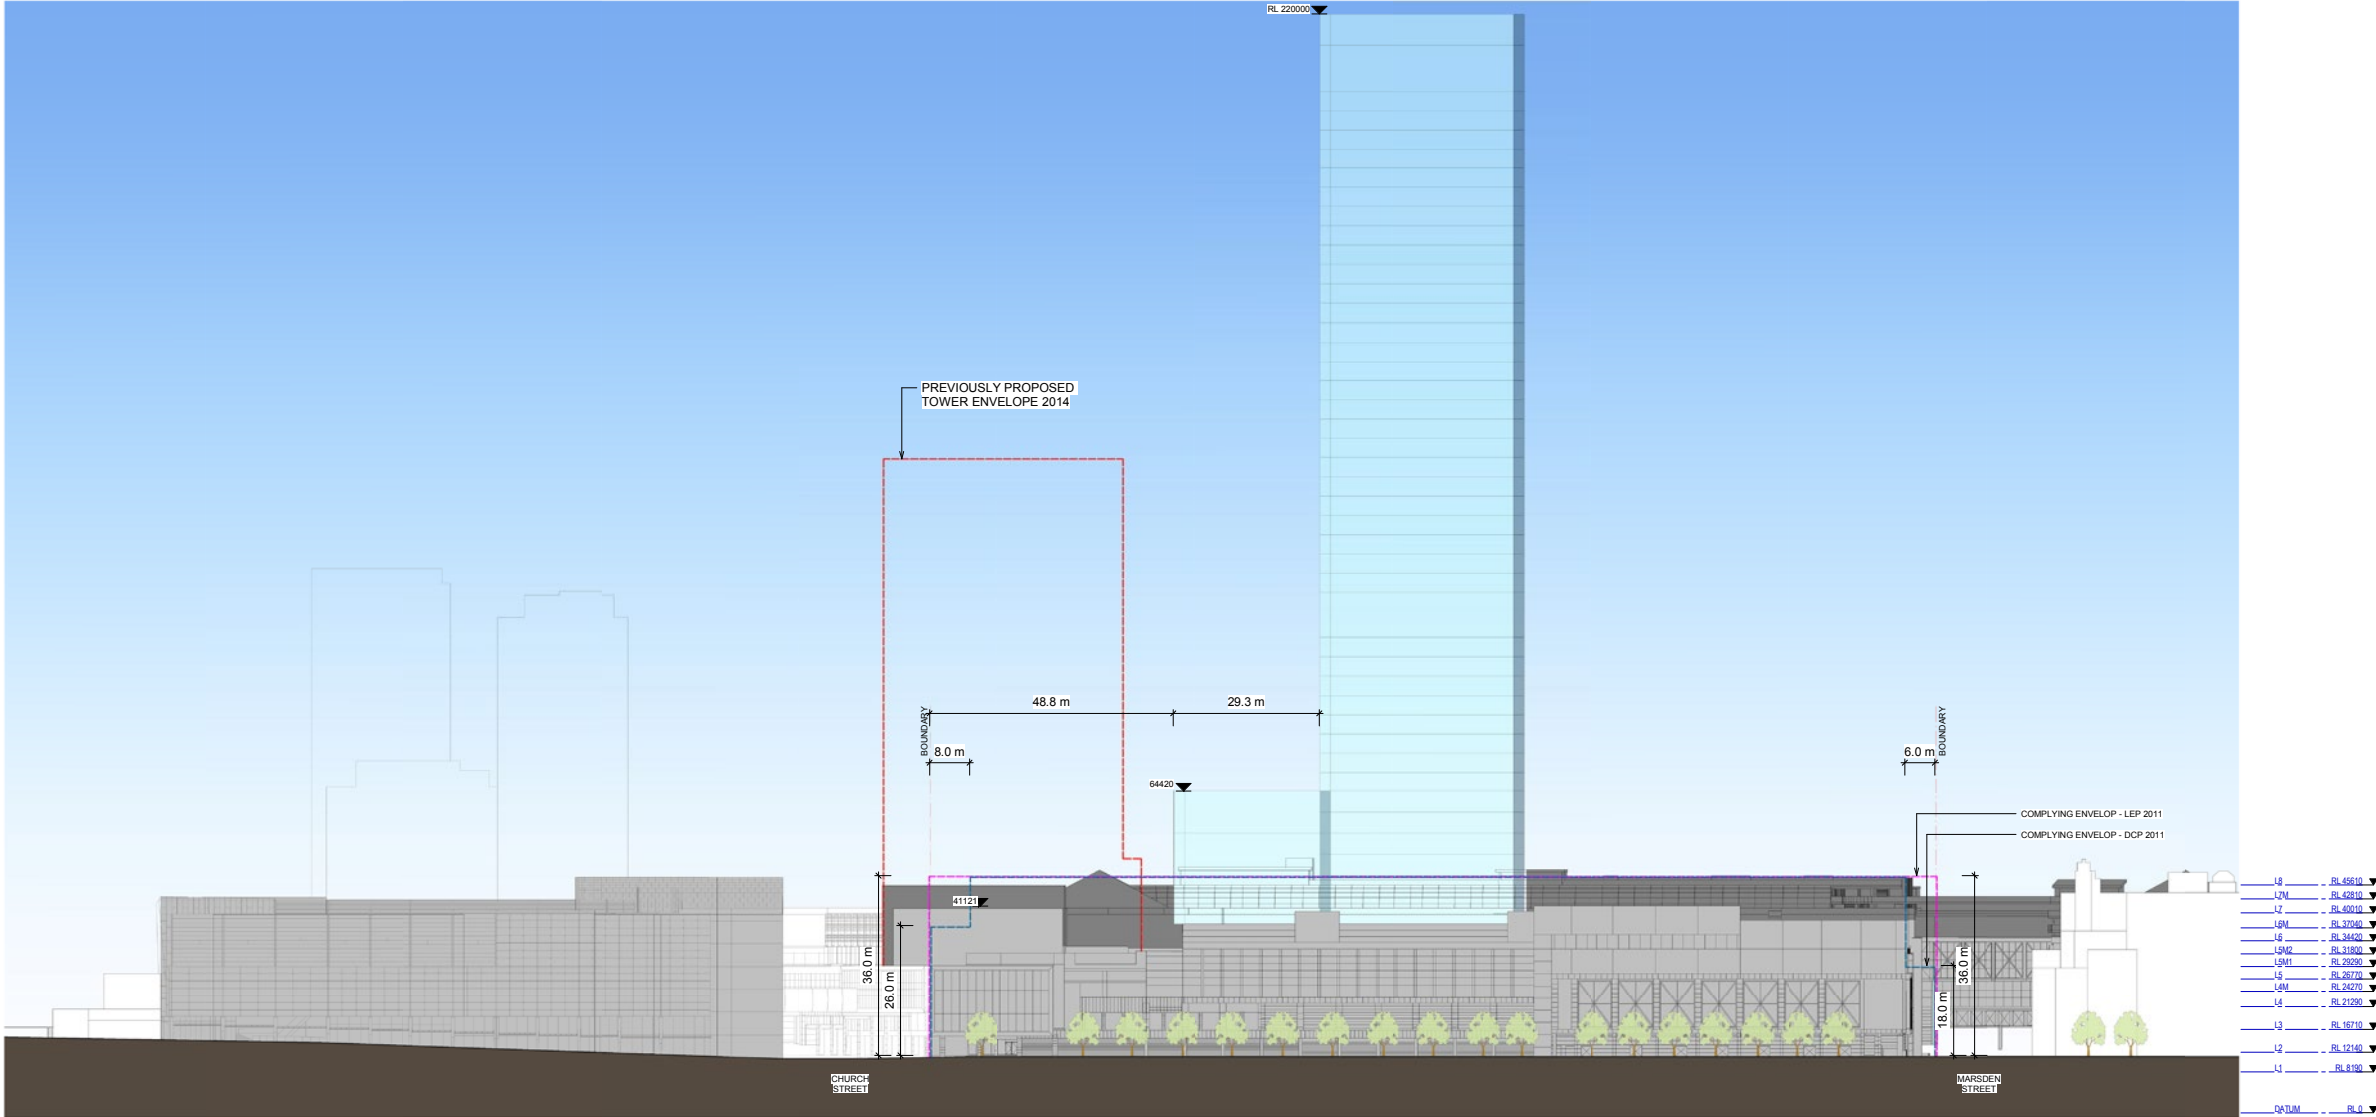 RL 220000
PREVIOUSLY PROPOSED
TOWER ENVELOPE 2014
48.8 m
29.3 m
BOUNDARY
8.0 m
6.0 m
BOUNDARY
64420
COMPLYING ENVELOP - LEP 2011
COMPLYING ENVELOP - DCP 2011
41121
36.0 m
26.0 m
36.0 m
18.0 m
L8 RL 45610
L7M RL 42810
L7 RL 40010
L6M RL 37040
L6 RL 34420
L5M2 RL 31800
L5M1 RL 29290
L5 RL 26770
L4M RL 24270
L4 RL 21290
L3 RL 16710
L2 RL 12140
L1 RL 8190
DATUM RL 0
CHURCH
STREET
MARSDEN
STREET